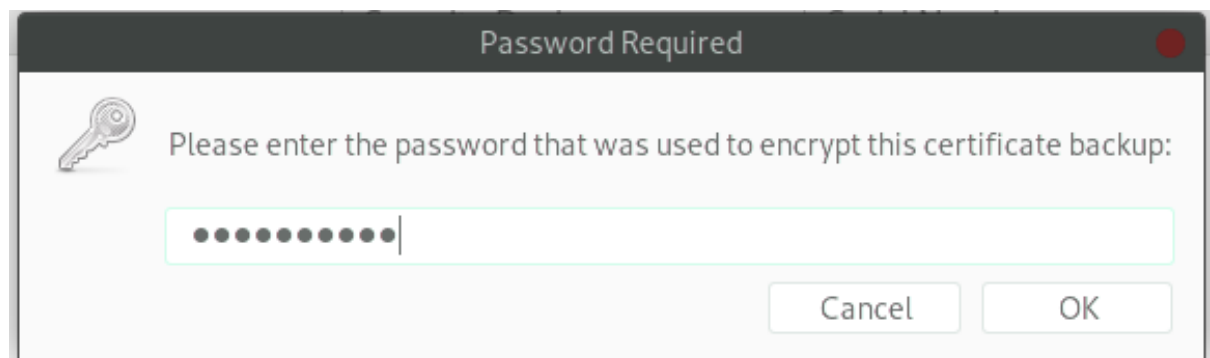 Password Required
Please enter the password that was used to encrypt this certificate backup:
●●●●●●●●●●
Cancel
OK